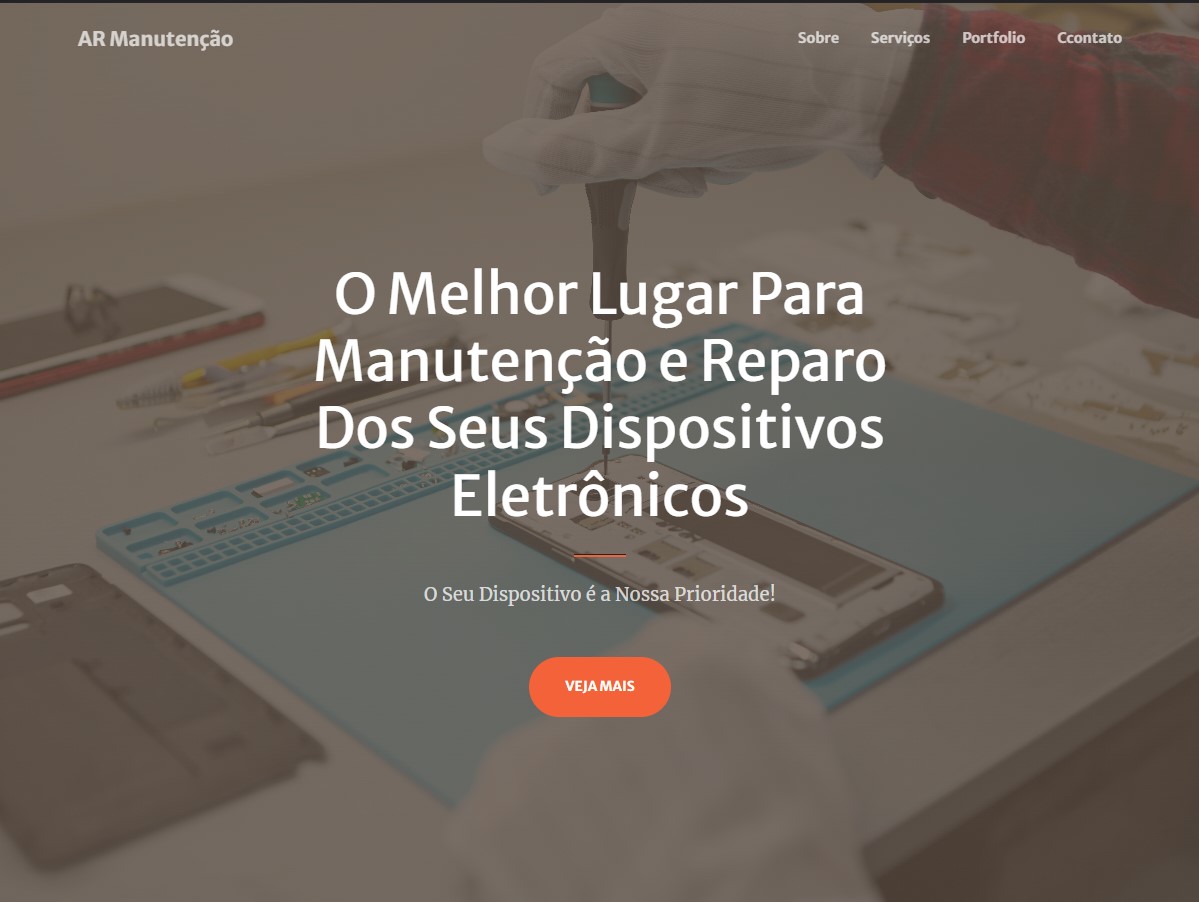 AR Manutenção
Sobre Serviços Portfolio Ccontato
O Melhor Lugar Para
Manutenção e Reparo
Dos Seus Dispositivos
Eletrônicos
O Seu Dispositivo é a Nossa Prioridade!
VEJA MAIS